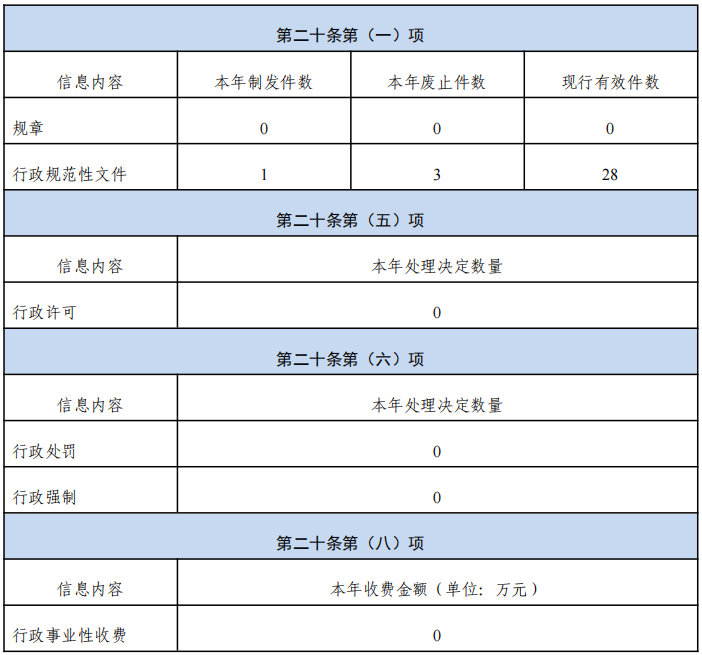 第二十条第（一）项
信息内容 本年制发件数 本年废止件数 现行有效件数
规章 0 0 0
行政规范性文件 1 3 28
第二十条第（五）项
信息内容 本年处理决定数量
行政许可 0
第二十条第（六）项
信息内容 本年处理决定数量
行政处罚 0
行政强制 0
第二十条第（八）项
信息内容 本年收费金额（单位：万元）
行政事业性收费 0